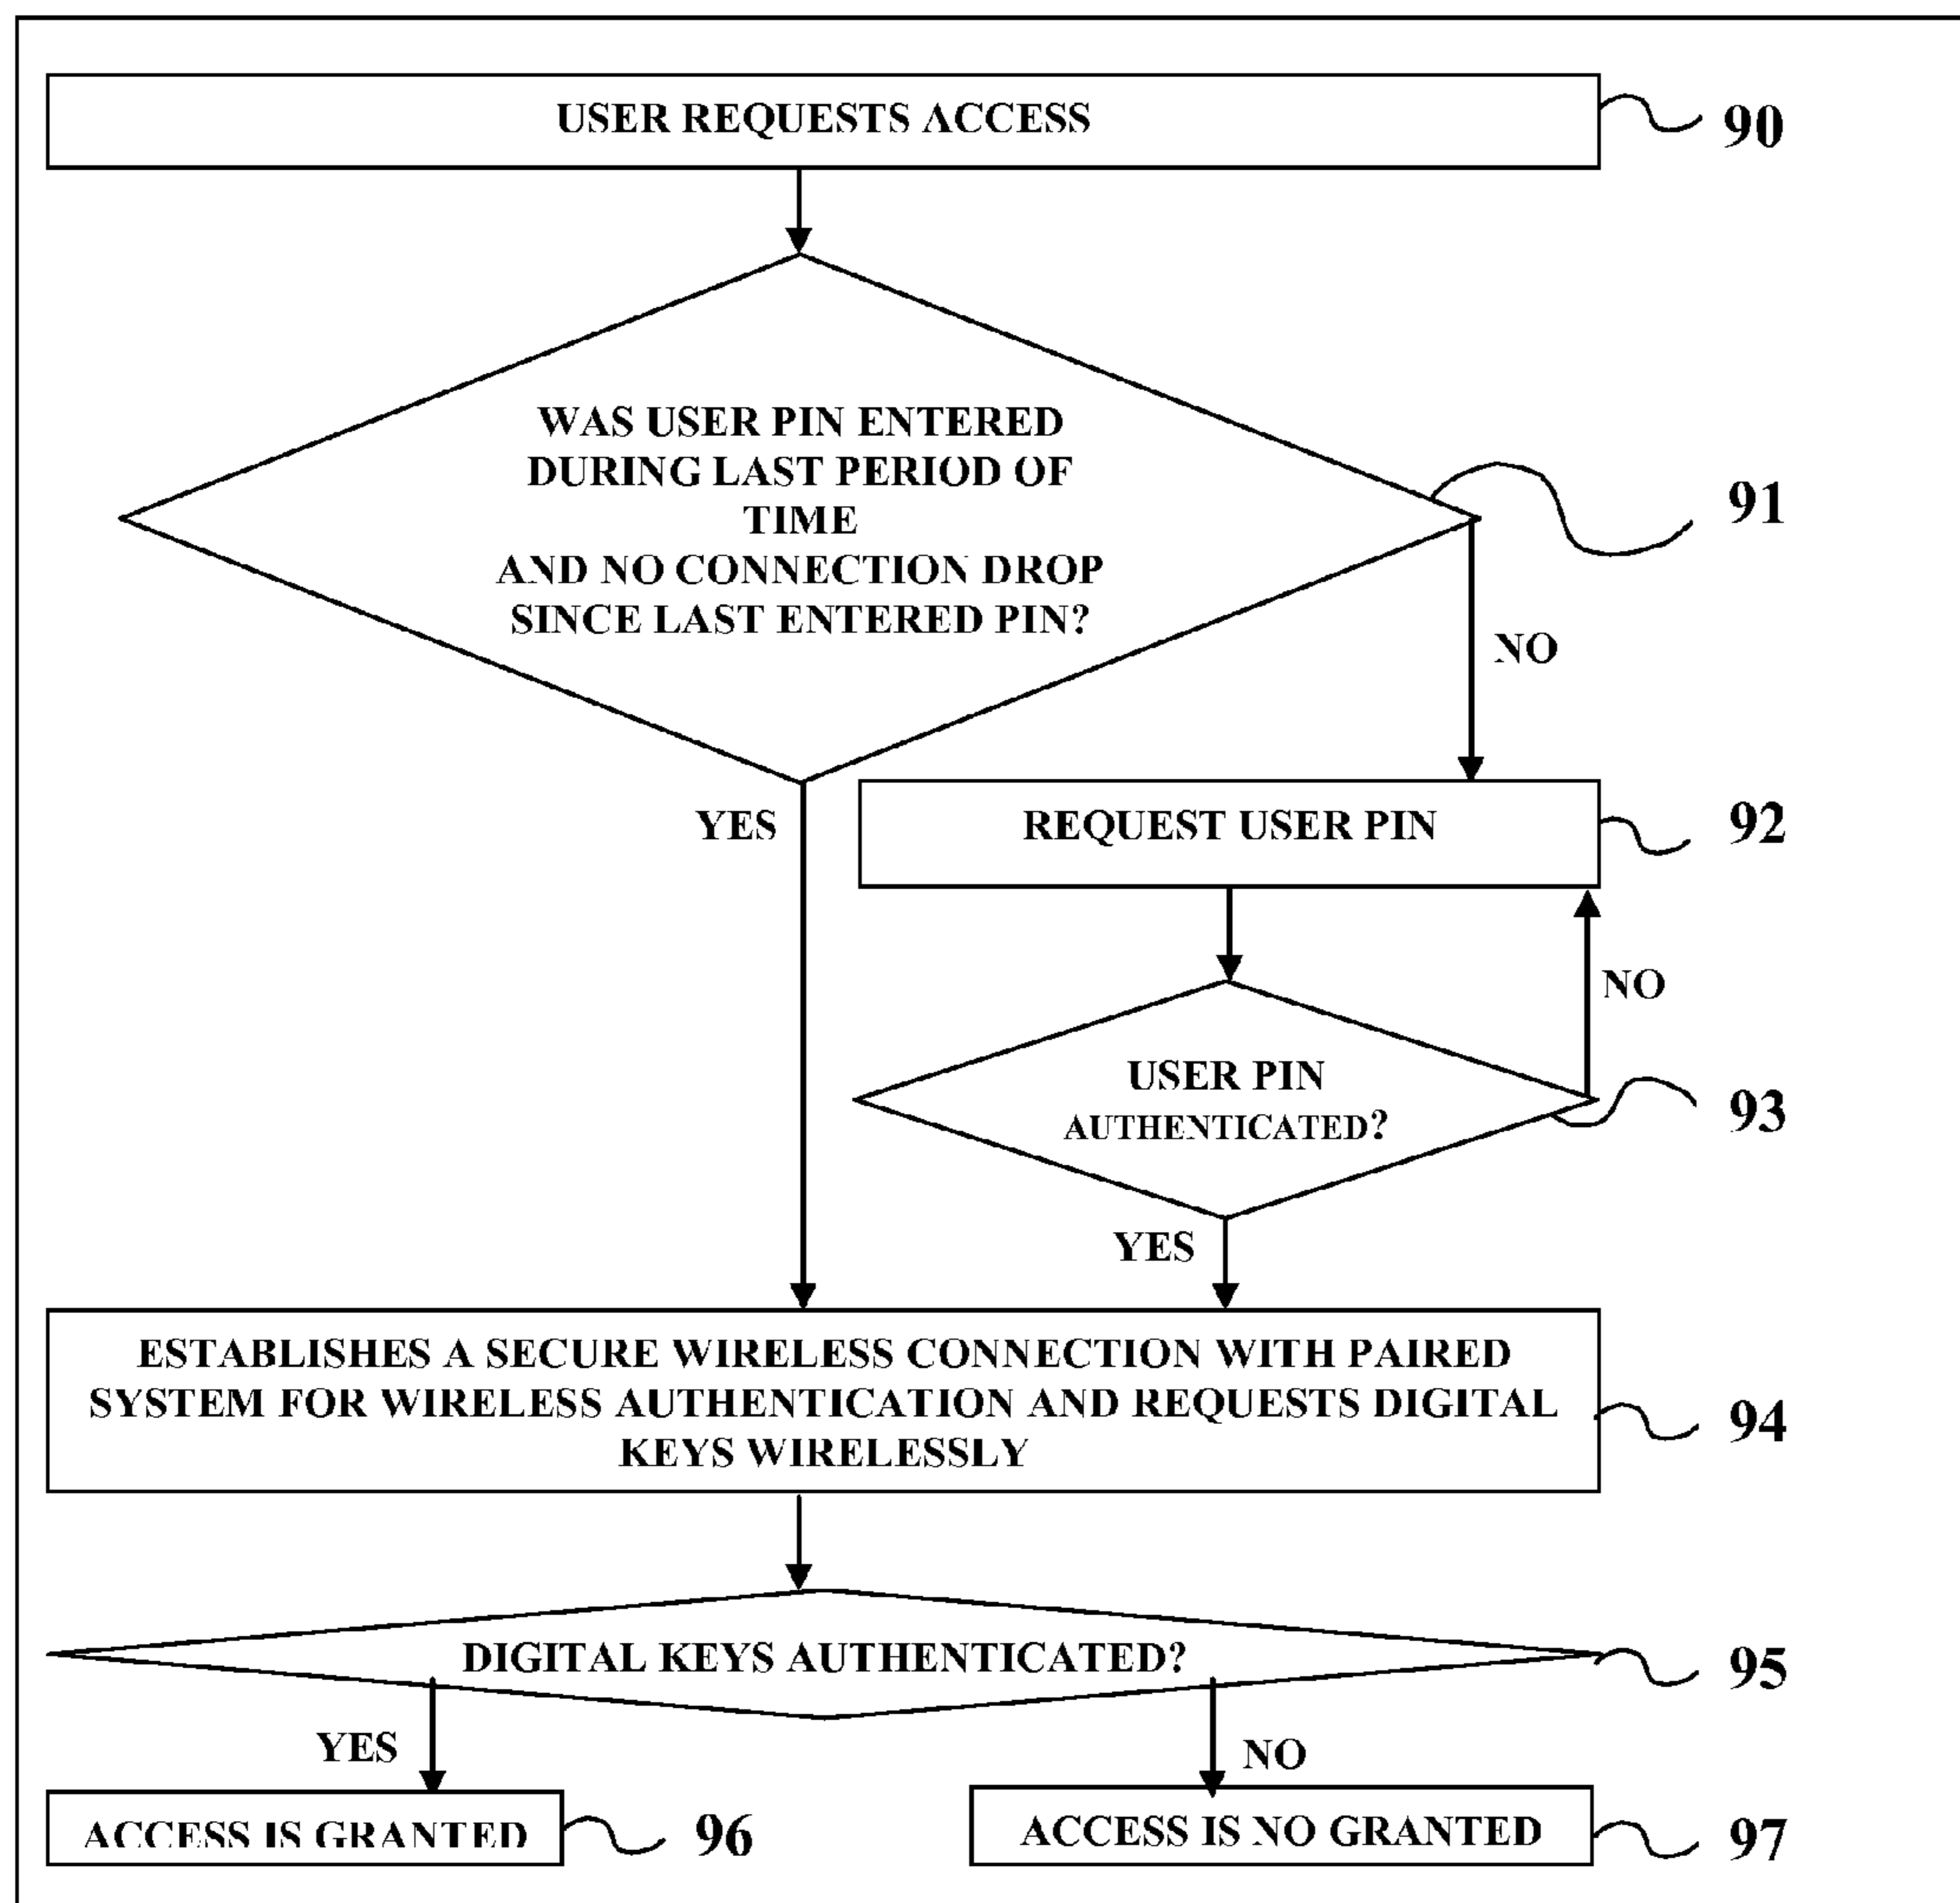 USER REQUESTS ACCESS
90
WAS USER PIN ENTERED
DURING LAST PERIOD OF
TIME
AND NO CONNECTION DROP
SINCE LAST ENTERED PIN?
91
NO
YES
REQUEST USER PIN
92
NO
USER PIN
AUTHENTICATED?
93
YES
ESTABLISHES A SECURE WIRELESS CONNECTION WITH PAIRED
SYSTEM FOR WIRELESS AUTHENTICATION AND REQUESTS DIGITAL
KEYS WIRELESSLY
94
DIGITAL KEYS AUTHENTICATED?
95
YES
NO
ACCESS IS GRANTED
96
ACCESS IS NO GRANTED
97